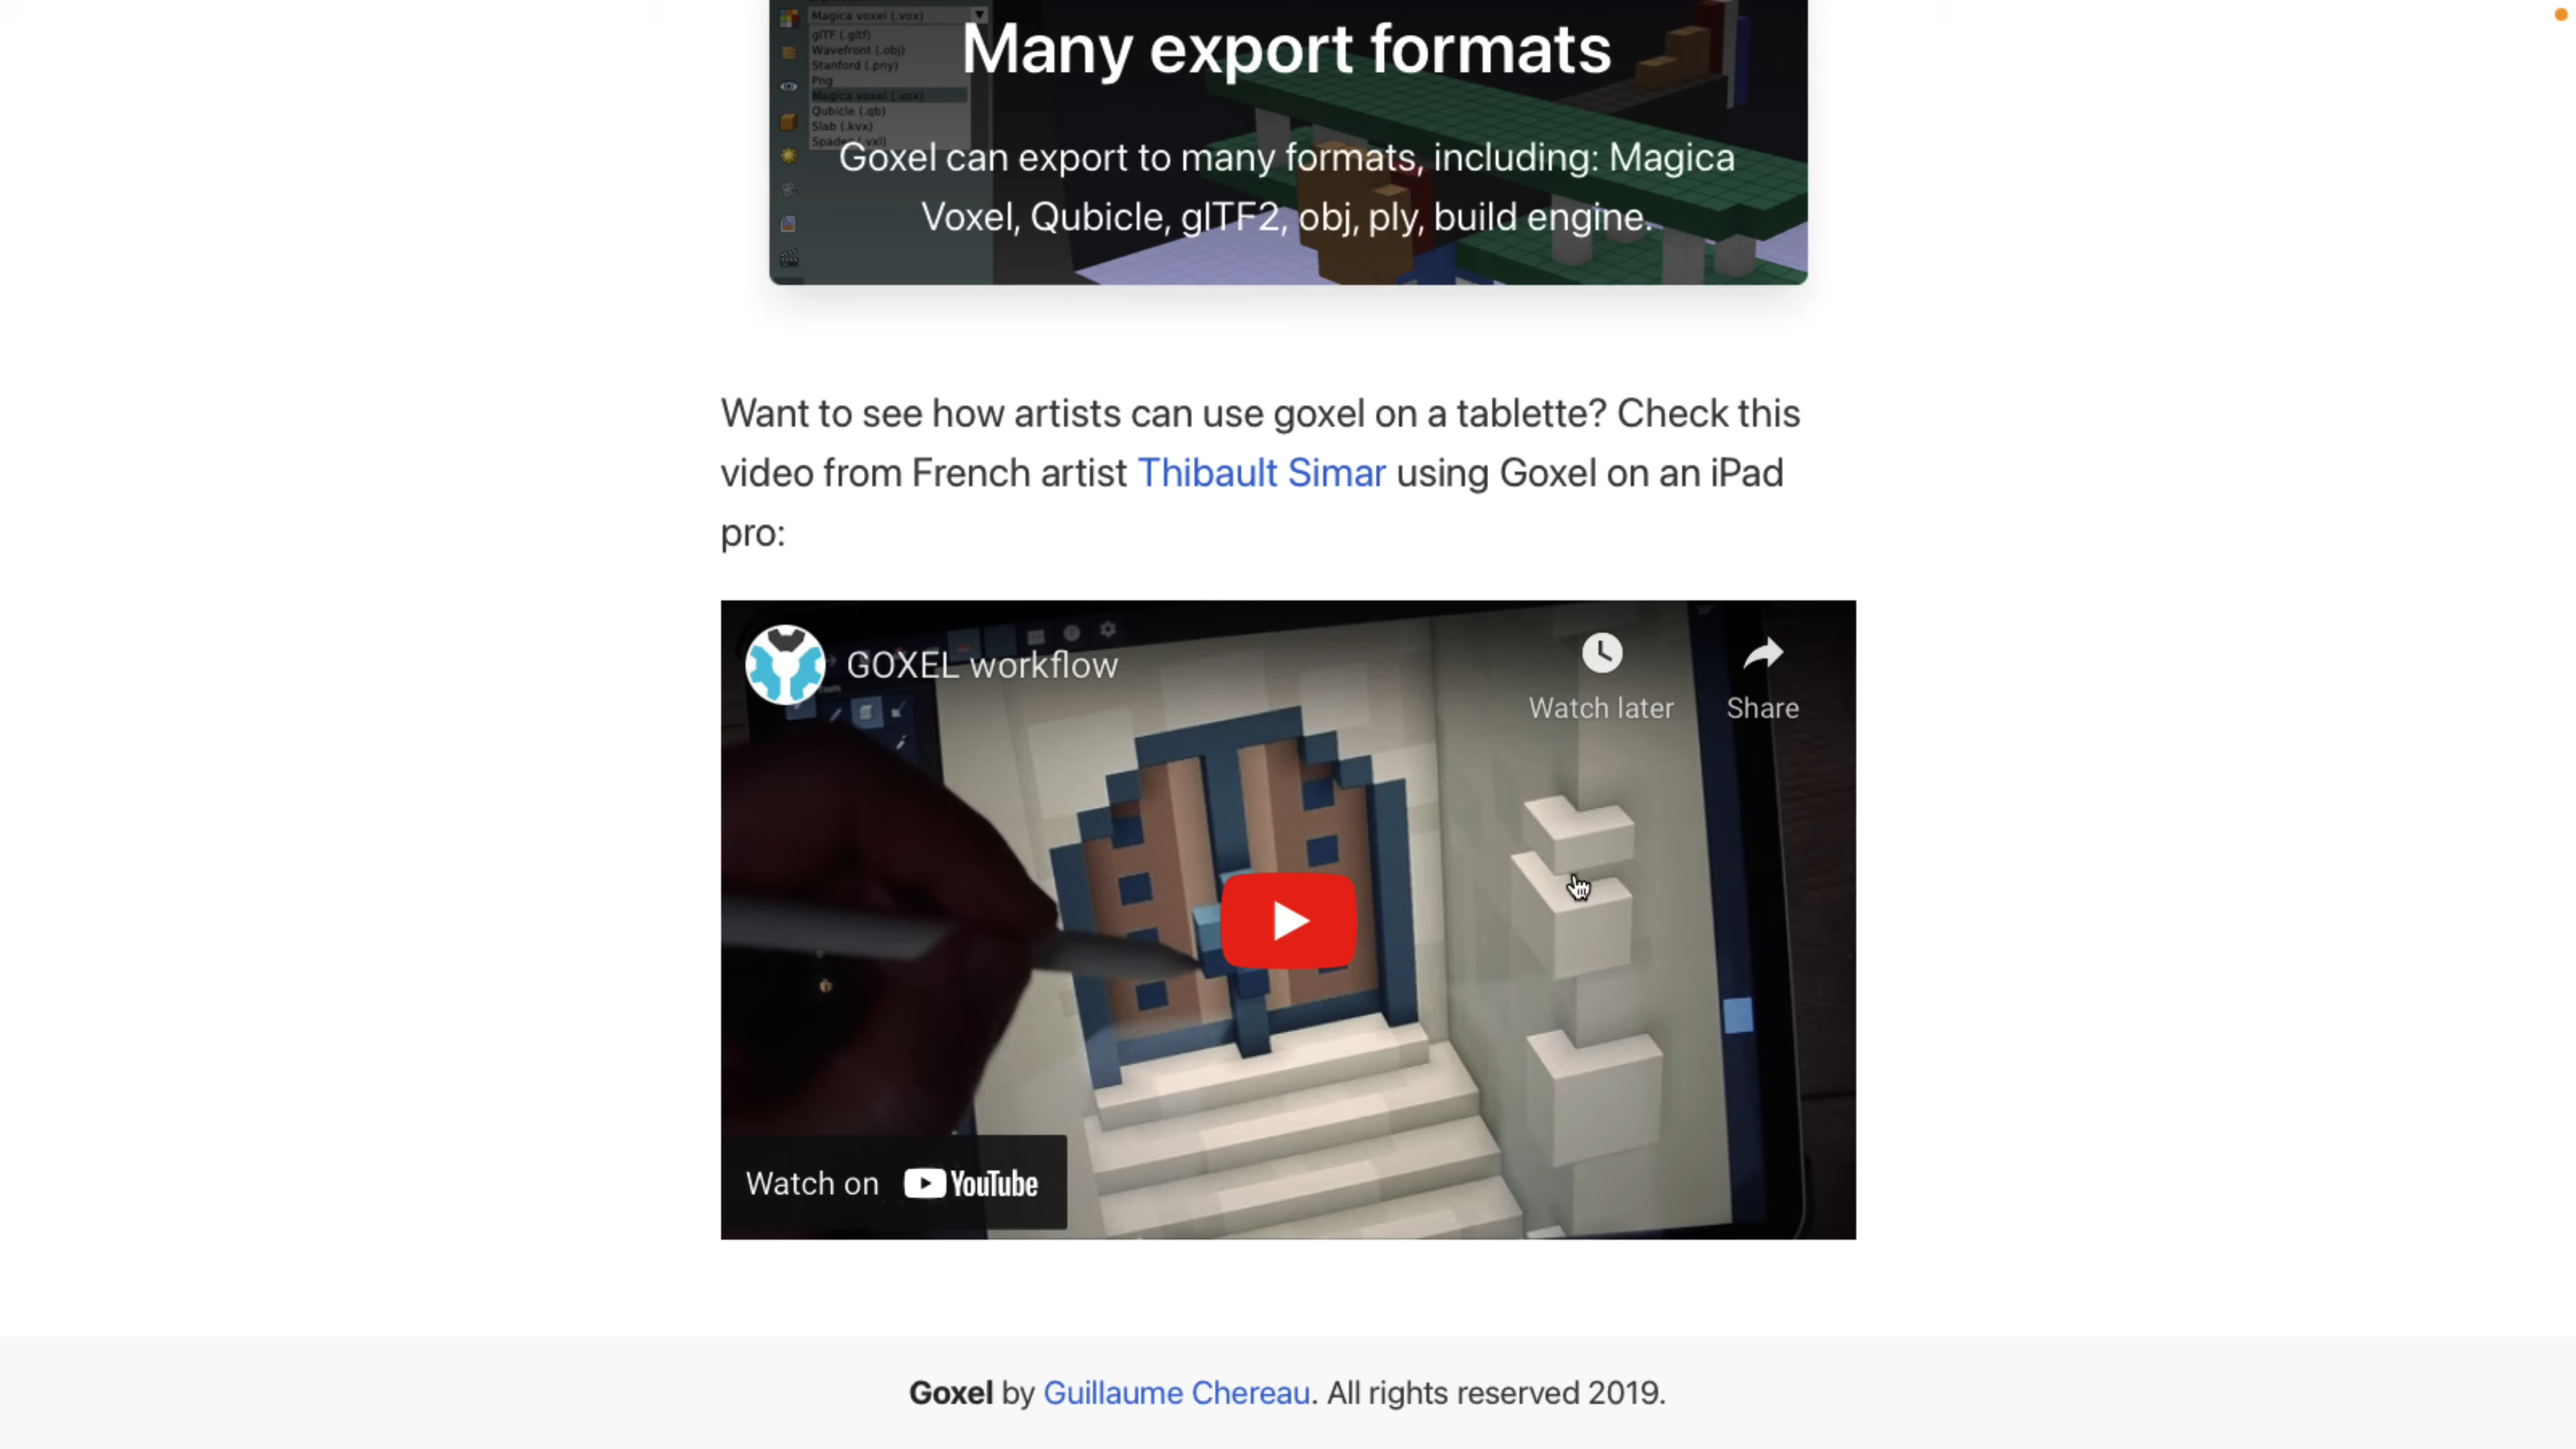 Magica voxel (.vox)
glTF (.gltf)
Wavefront (.obj)
Stanford (.pny)
Png
Magica voxel (.vox)
Qubicle (.qb)
Slab (.kvx)
Spades (.vxl)
Many export formats
Goxel can export to many formats, including: Magica
Voxel, Qubicle, glTF2, obj, ply, build engine.
Want to see how artists can use goxel on a tablette? Check this
video from French artist Thibault Simar using Goxel on an iPad
pro:
GOXEL workflow
Watch later
Share
Watch on YouTube
Goxel by Guillaume Chereau. All rights reserved 2019.